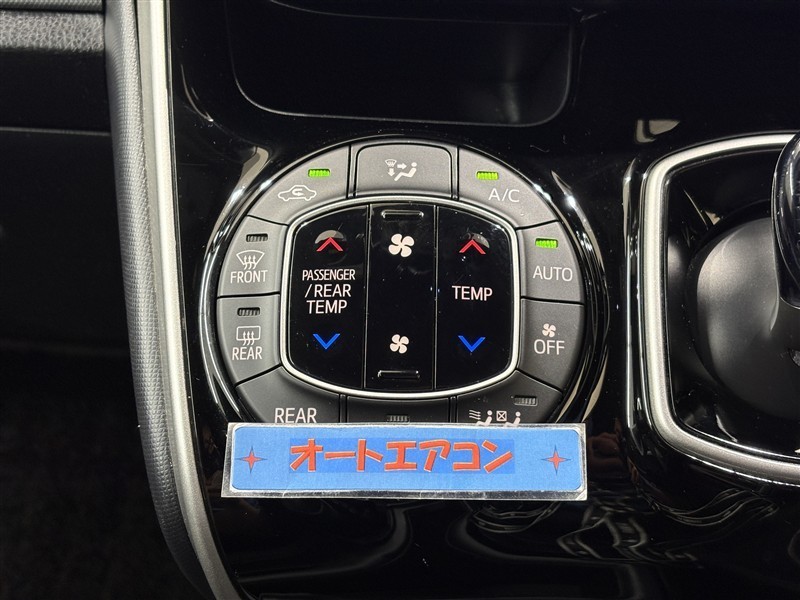 A/C
FRONT
PASSENGER
/REAR
TEMP
TEMP
AUTO
REAR
OFF
REAR
オートエアコン